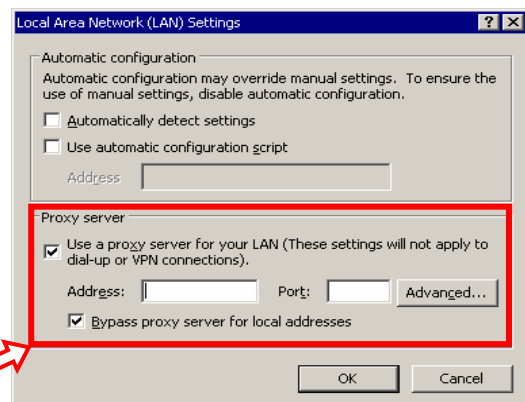 Local Area Network (LAN) Settings
Automatic configuration
Automatic configuration may override manual settings. To ensure the
use of manual settings, disable automatic configuration.
Automatically detect settings
Use automatic configuration script
Address
Proxy server
Use a proxy server for your LAN (These settings will not apply to
dial-up or VPN connections).
Address: Port: Advanced...
Bypass proxy server for local addresses
OK Cancel